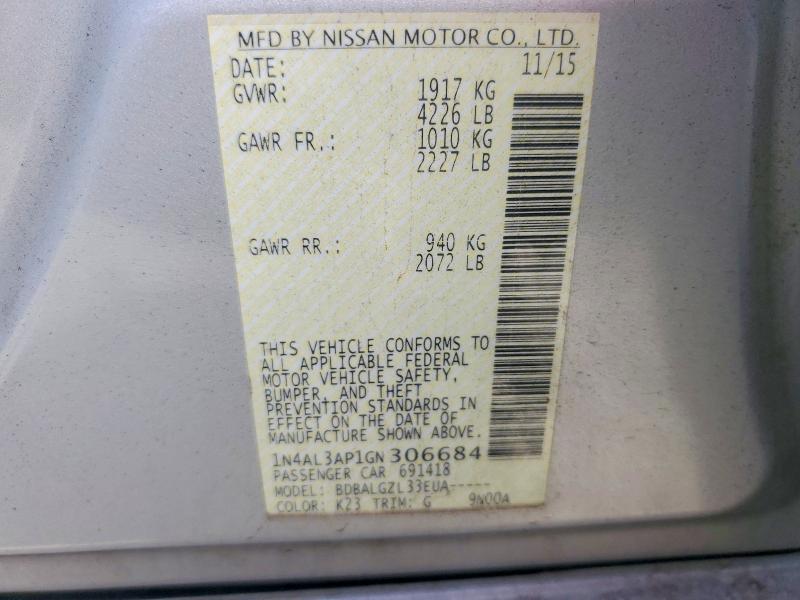 MFD BY NISSAN MOTOR CO., LTD.
DATE: 11/15
GVWR: 1917 KG
4226 LB
GAWR FR.: 1010 KG
2227 LB
GAWR RR.: 940 KG
2072 LB
THIS VEHICLE CONFORMS TO
ALL APPLICABLE FEDERAL
MOTOR VEHICLE SAFETY,
BUMPER, AND THEFT
PREVENTION STANDARDS IN
EFFECT ON THE DATE OF
MANUFACTURE SHOWN ABOVE.
1N4AL3AP1GN306684
PASSENGER CAR 691418
MODEL: BDBALGZL33EUA-----
COLOR: K23 TRIM: G 9N00A